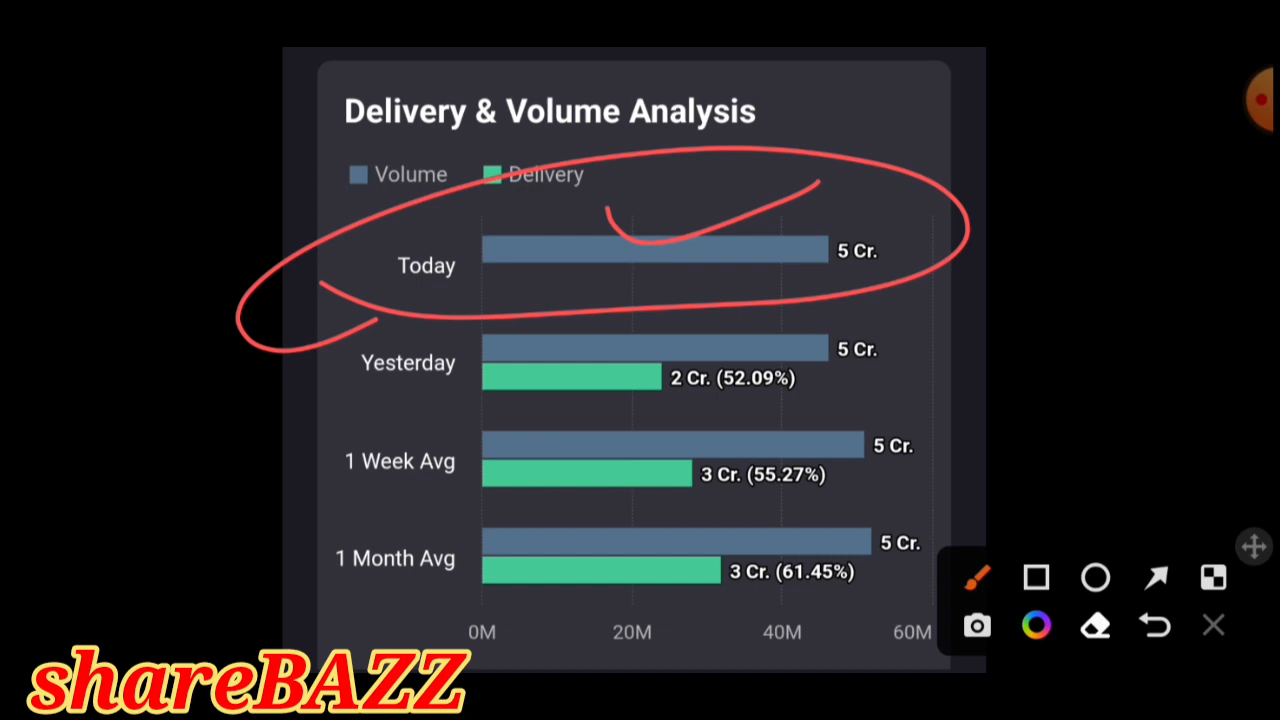 Delivery & Volume Analysis
Volume Delivery
Today 5 Cr.
Yesterday 5 Cr.
2 Cr. (52.09%)
1 Week Avg 5 Cr.
3 Cr. (55.27%)
1 Month Avg 5 Cr.
3 Cr. (61.45%)
0M 20M 40M 60M
shareBAZZ